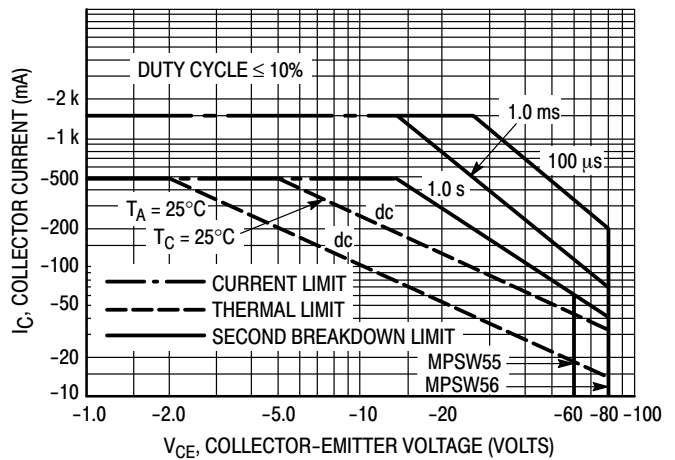 DUTY CYCLE ≤ 10%
I_C, COLLECTOR CURRENT (mA)
-2 k
-1 k
-500
-200
-100
-50
-20
-10
1.0 ms
100 µs
1.0 s
T_A = 25°C
T_C = 25°C
dc
dc
CURRENT LIMIT
THERMAL LIMIT
SECOND BREAKDOWN LIMIT
MPSW55
MPSW56
-1.0 -2.0 -5.0 -10 -20 -60 -80 -100
V_CE, COLLECTOR-EMITTER VOLTAGE (VOLTS)